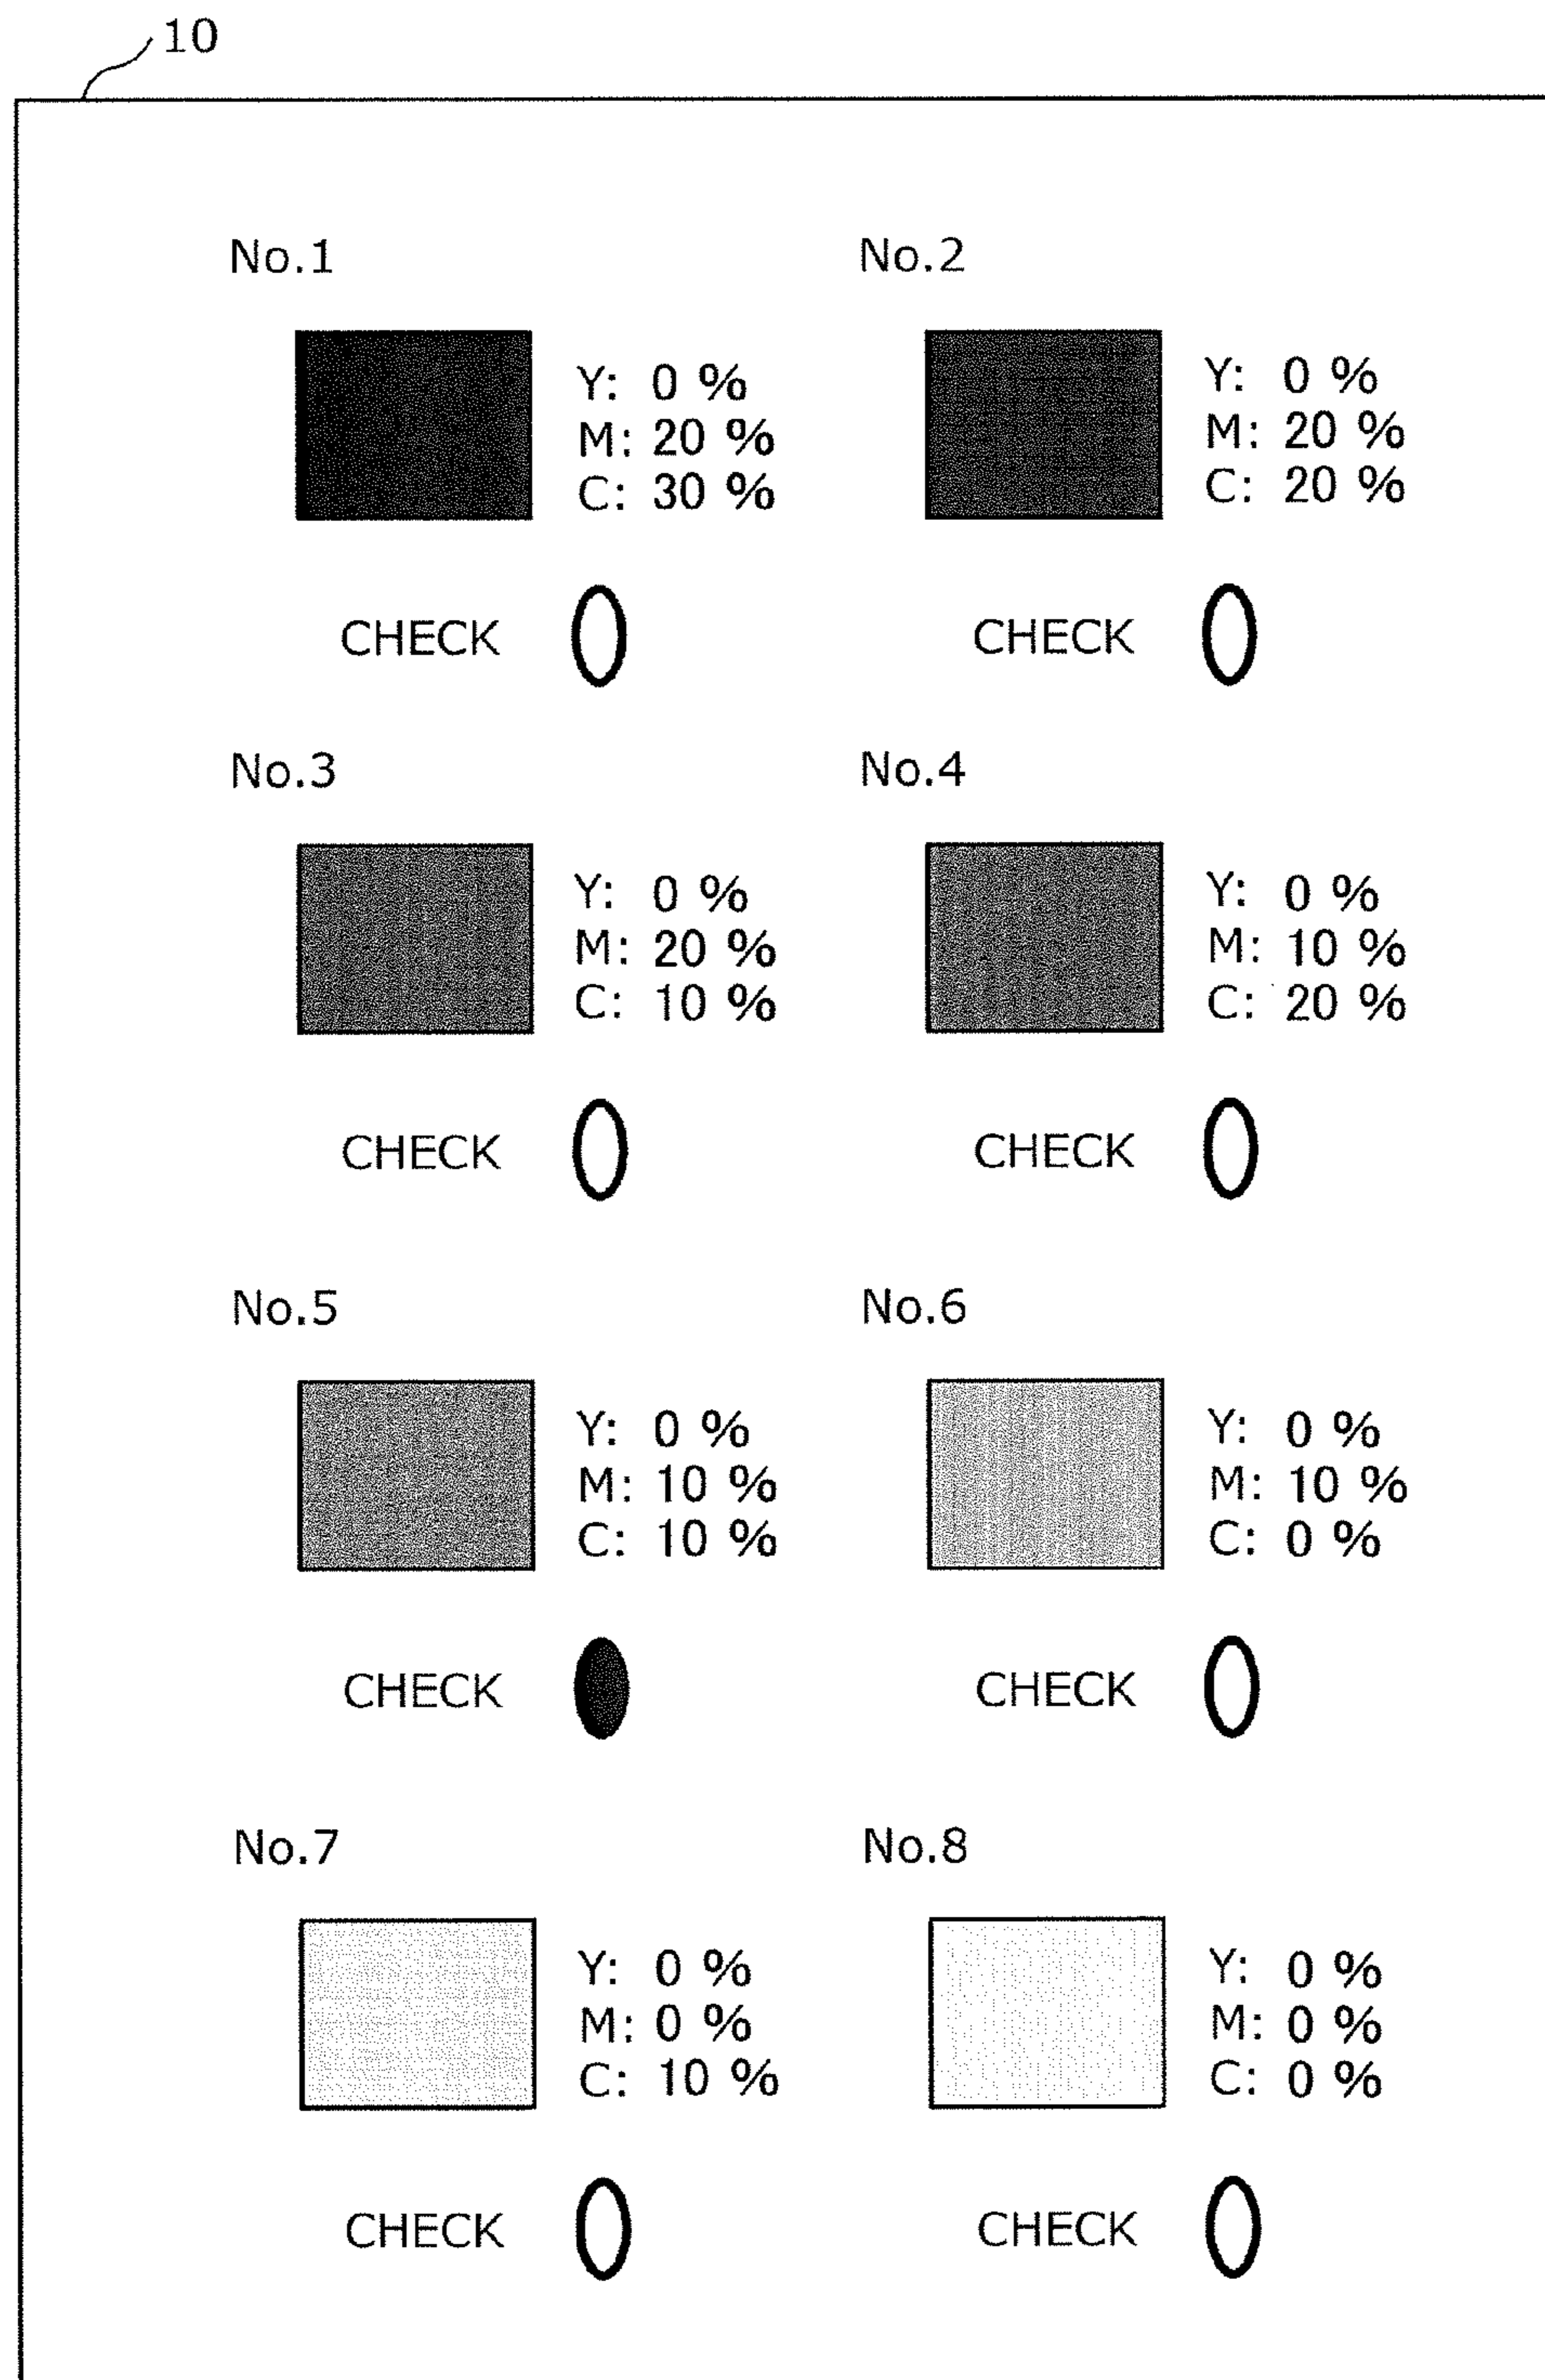 10
No.1
Y: 0 %
M: 20 %
C: 30 %
CHECK
No.2
Y: 0 %
M: 20 %
C: 20 %
CHECK
No.3
Y: 0 %
M: 20 %
C: 10 %
CHECK
No.4
Y: 0 %
M: 10 %
C: 20 %
CHECK
No.5
Y: 0 %
M: 10 %
C: 10 %
CHECK
No.6
Y: 0 %
M: 10 %
C: 0 %
CHECK
No.7
Y: 0 %
M: 0 %
C: 10 %
CHECK
No.8
Y: 0 %
M: 0 %
C: 0 %
CHECK